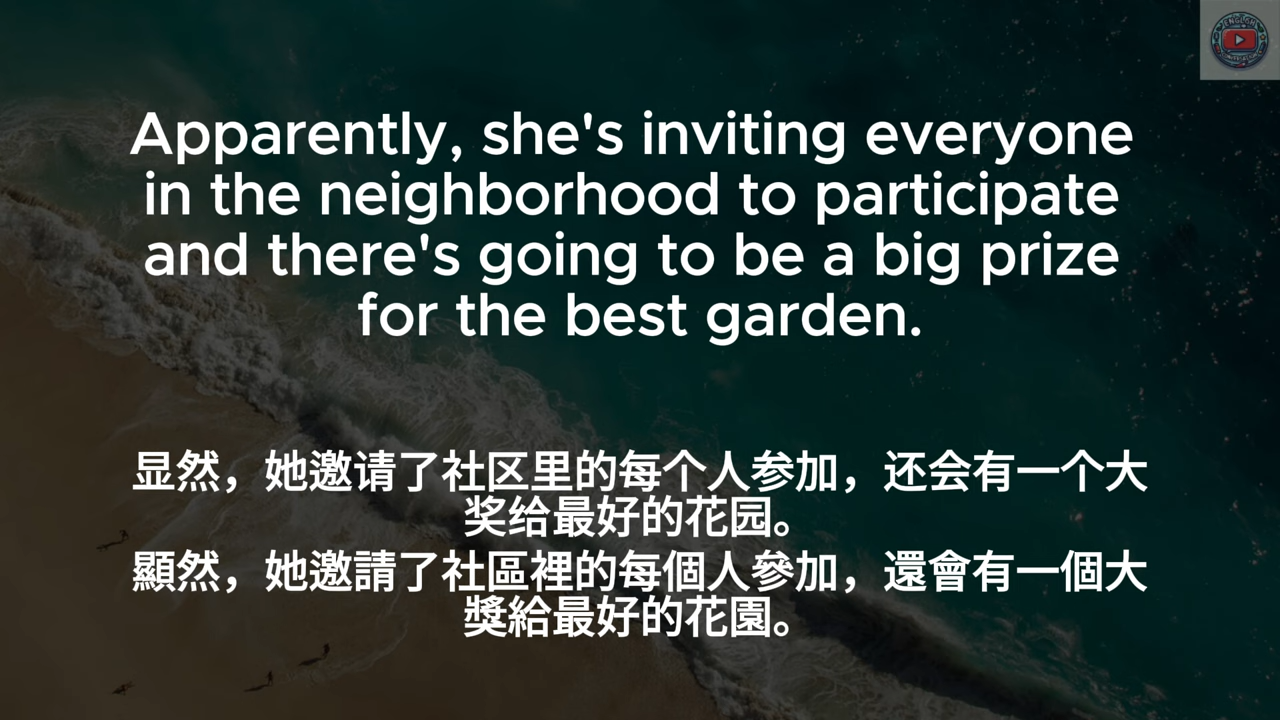 Apparently, she's inviting everyone
in the neighborhood to participate
and there's going to be a big prize
for the best garden.
显然，她邀请了社区里的每个人参加，还会有一个大
奖给最好的花园。
顯然，她邀請了社區裡的每個人參加，還會有一個大
獎給最好的花園。